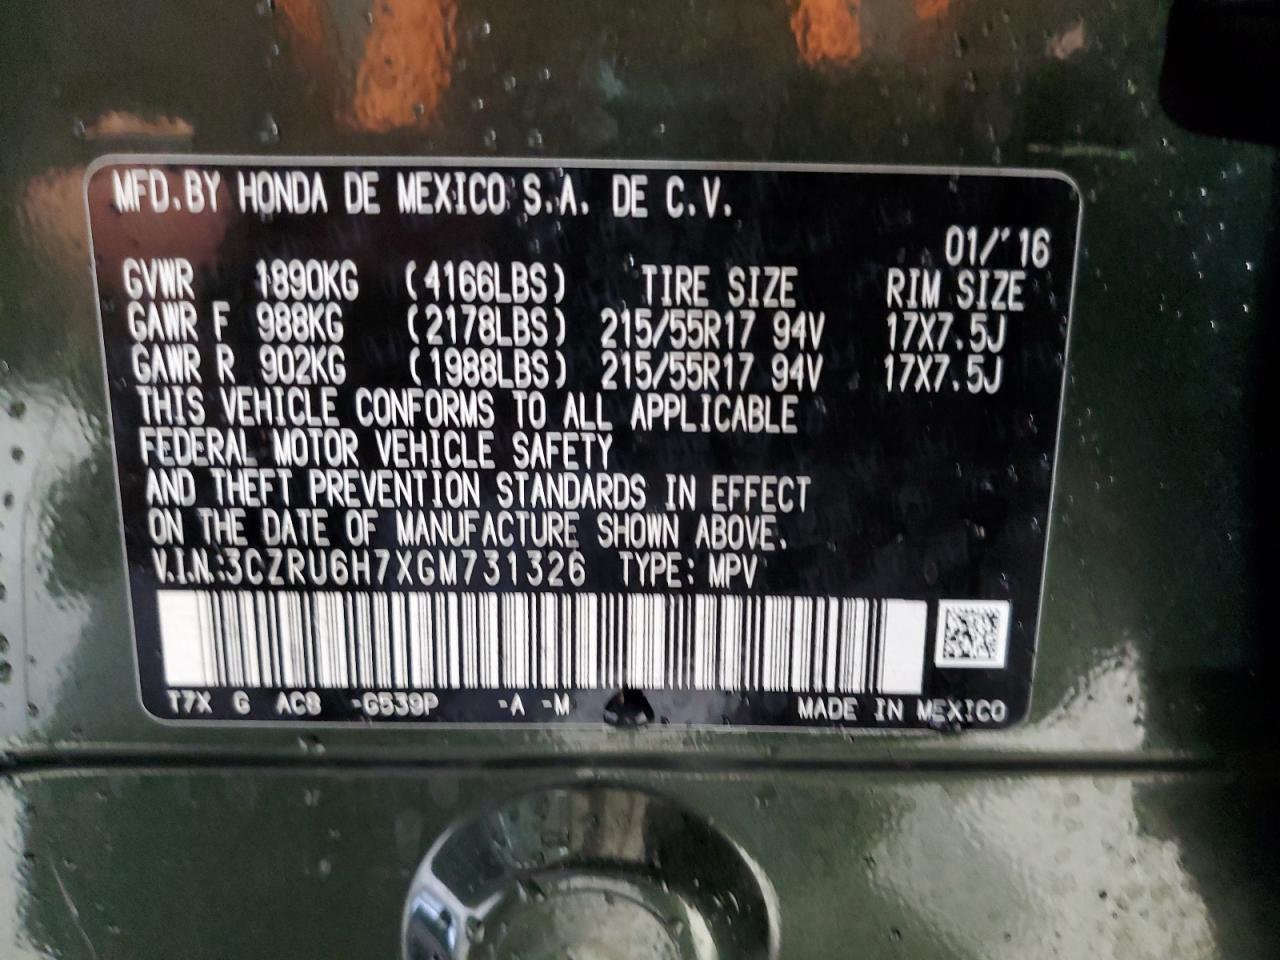 MFD.BY HONDA DE MEXICO S.A. DE C.V.
01/'16
GVWR 1890KG (4166LBS) TIRE SIZE RIM SIZE
GAWR F 988KG (2178LBS) 215/55R17 94V 17X7.5J
GAWR R 902KG (1988LBS) 215/55R17 94V 17X7.5J
THIS VEHICLE CONFORMS TO ALL APPLICABLE
FEDERAL MOTOR VEHICLE SAFETY
AND THEFT PREVENTION STANDARDS IN EFFECT
ON THE DATE OF MANUFACTURE SHOWN ABOVE.
V.I.N.:3CZRU6H7XGM731326 TYPE: MPV
T7X G AC8 -G539P -A -M MADE IN MEXICO